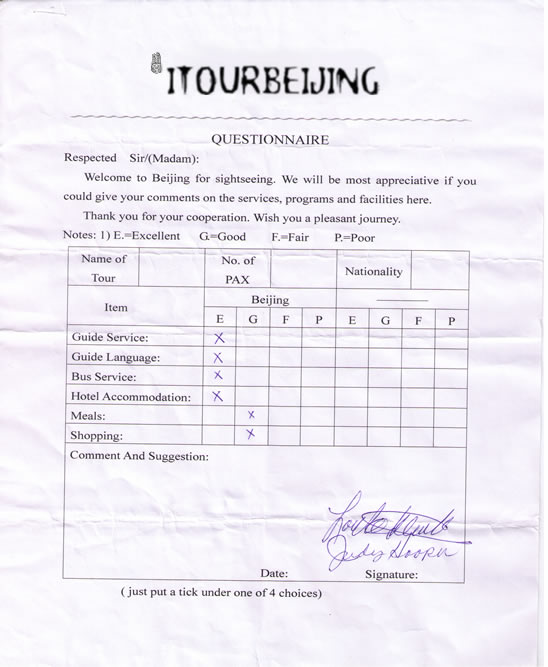 ITOURBEIJING
QUESTIONNAIRE
Respected Sir/(Madam):
Welcome to Beijing for sightseeing. We will be most appreciative if you
could give your comments on the services, programs and facilities here.
Thank you for your cooperation. Wish you a pleasant journey.
Notes: 1) E.=Excellent G.=Good F.=Fair P.=Poor
Name of Tour No. of PAX Nationality
Item Beijing
E G F P E G F P
Guide Service: X
Guide Language: X
Bus Service: X
Hotel Accommodation: X
Meals: X
Shopping: X
Comment And Suggestion:
Judy Hooper
Date: Signature:
( just put a tick under one of 4 choices)